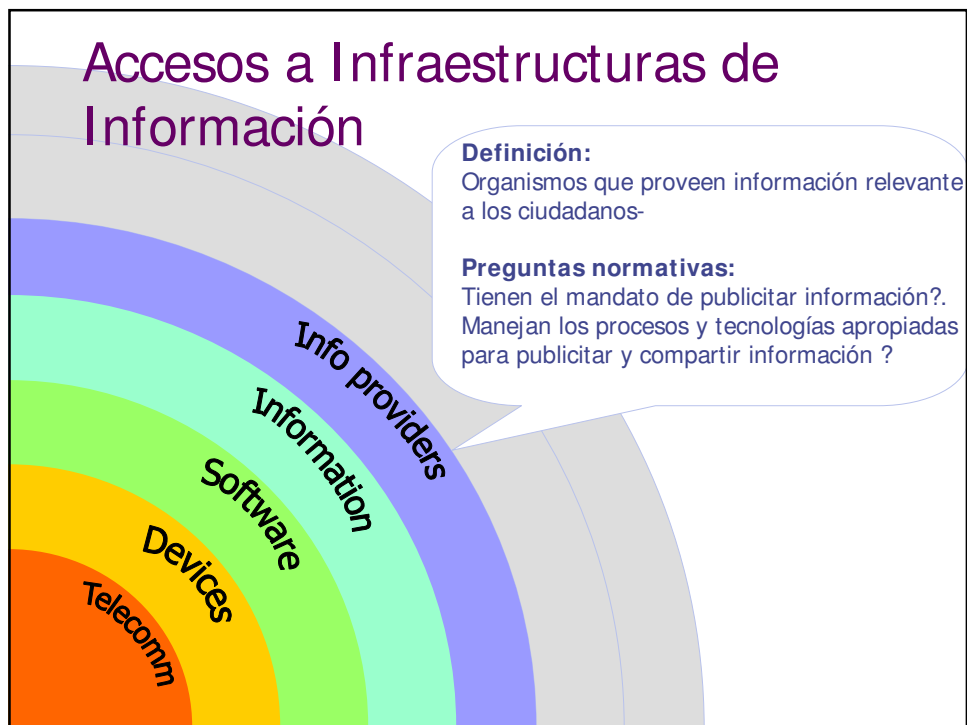 Accesos a Infraestructuras de
Información
Definición:
Organismos que proveen información relevante
a los ciudadanos-
Preguntas normativas:
Tienen el mandato de publicitar información?.
Manejan los procesos y tecnologías apropiadas
para publicitar y compartir información ?
Info providers
Information
Software
Devices
Telecomm